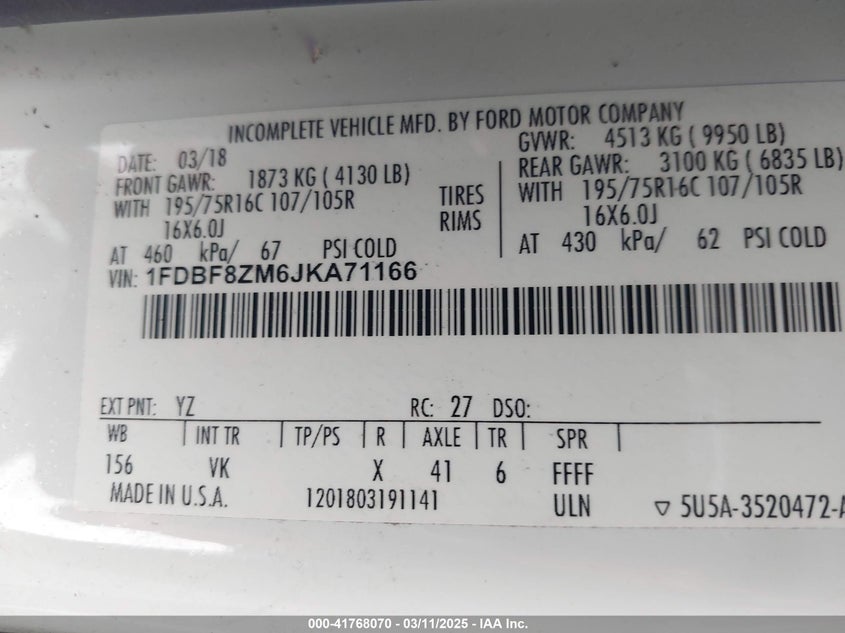 INCOMPLETE VEHICLE MFD. BY FORD MOTOR COMPANY
DATE: 03/18 GVWR: 4513 KG ( 9950 LB)
FRONT GAWR: 1873 KG ( 4130 LB) REAR GAWR: 3100 KG ( 6835 LB)
WITH 195/75R16C 107/105R TIRES WITH 195/75R16C 107/105R
16X6.0J RIMS 16X6.0J
AT 460 kPa/ 67 PSI COLD AT 430 kPa/ 62 PSI COLD
VIN: 1FDBF8ZM6JKA71166
EXT PNT: YZ RC: 27 DSO:
WB INT TR TP/PS R AXLE TR SPR
156 VK X 41 6 FFFF
MADE IN U.S.A. 1201803191141 ULN ▽ 5U5A-3520472-A
000-41768070 - 03/11/2025 - IAA Inc.